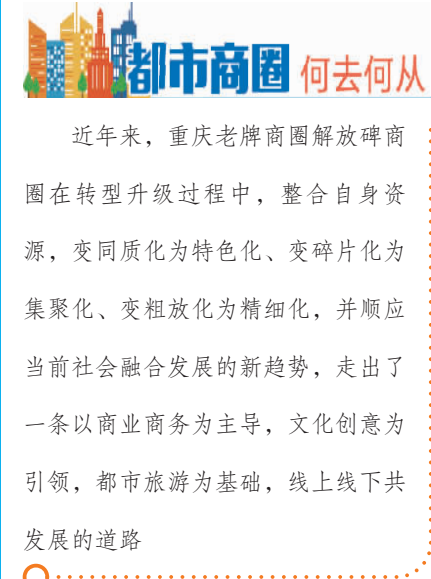 都市商圈 何去何从
近年来，重庆老牌商圈解放碑商
圈在转型升级过程中，整合自身资
源，变同质化为特色化、变碎片化为
集聚化、变粗放化为精细化，并顺应
当前社会融合发展的新趋势，走出了
一条以商业商务为主导，文化创意为
引领，都市旅游为基础，线上线下共
发展的道路